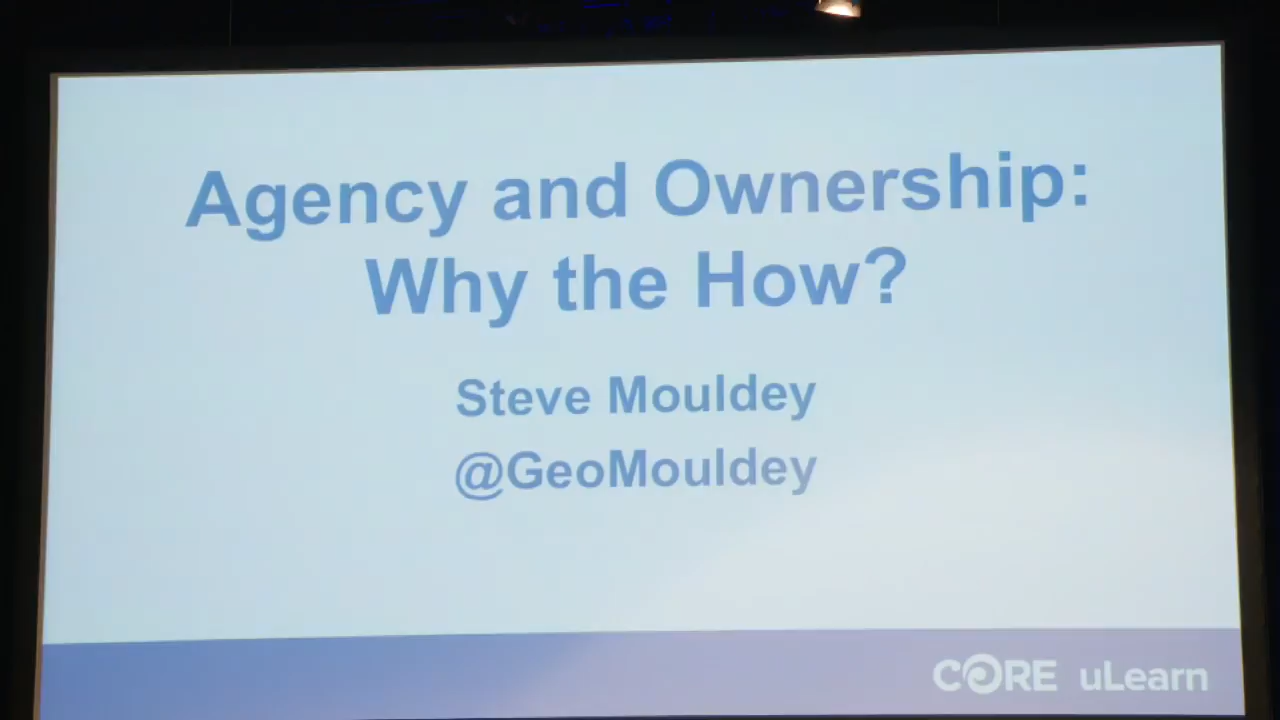 Agency and Ownership:
Why the How?
Steve Mouldey
@GeoMouldey
CORE uLearn